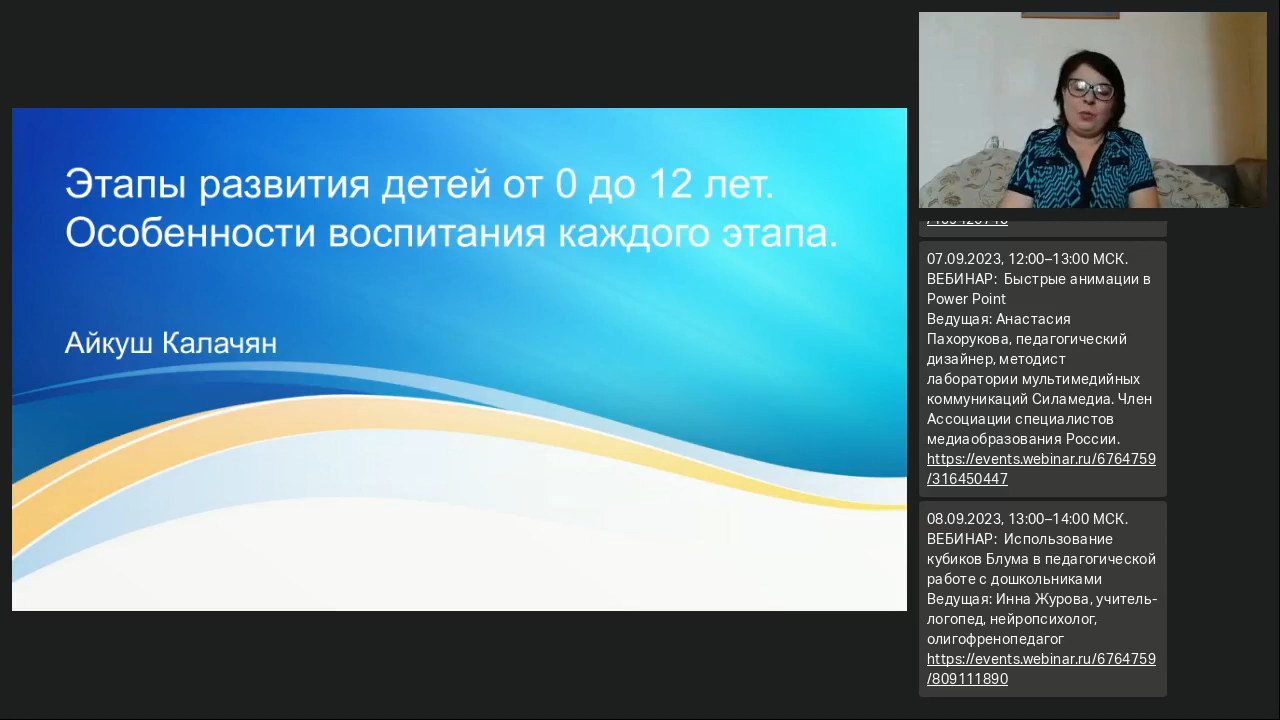 Этапы развития детей от 0 до 12 лет.
Особенности воспитания каждого этапа.
Айкуш Калачян
07.09.2023, 12:00–13:00 МСК.
ВЕБИНАР: Быстрые анимации в
Power Point
Ведущая: Анастасия
Пахорукова, педагогический
дизайнер, методист
лаборатории мультимедийных
коммуникаций Силамедиа. Член
Ассоциации специалистов
медиаобразования России.
https://events.webinar.ru/6764759
/316450447
08.09.2023, 13:00–14:00 МСК.
ВЕБИНАР: Использование
кубиков Блума в педагогической
работе с дошкольниками
Ведущая: Инна Журова, учитель-
логопед, нейропсихолог,
олигофренопедагог
https://events.webinar.ru/6764759
/809111890